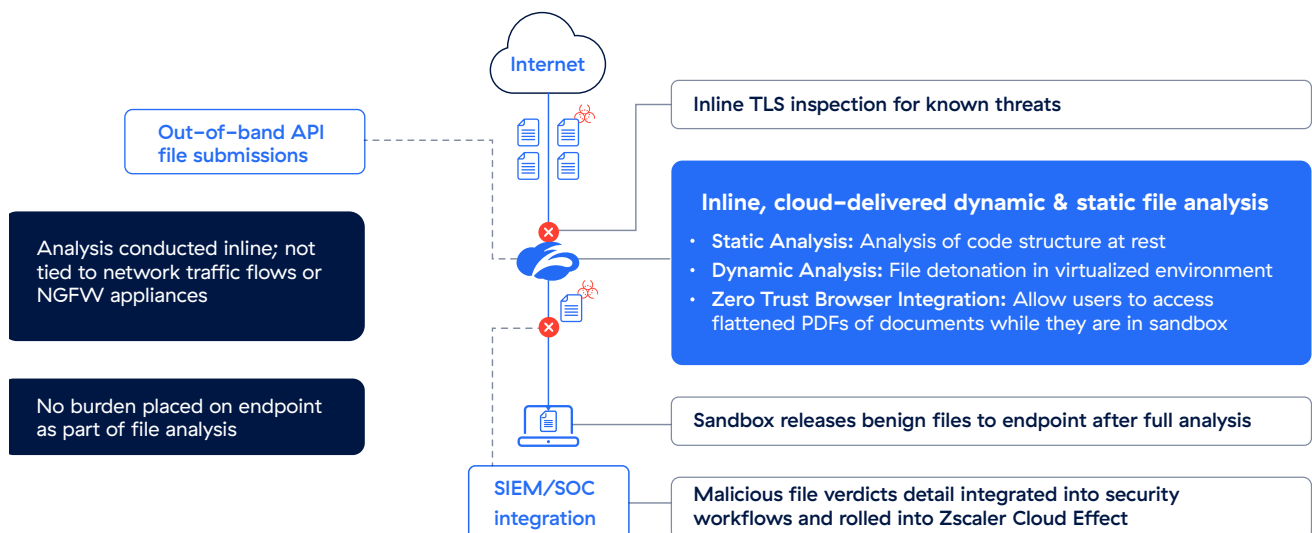 Internet
Inline TLS inspection for known threats
Out-of-band API
file submissions
Inline, cloud-delivered dynamic & static file analysis
• Static Analysis: Analysis of code structure at rest
• Dynamic Analysis: File detonation in virtualized environment
• Zero Trust Browser Integration: Allow users to access
flattened PDFs of documents while they are in sandbox
Analysis conducted inline; not
tied to network traffic flows or
NGFW appliances
No burden placed on endpoint
as part of file analysis
Sandbox releases benign files to endpoint after full analysis
SIEM/SOC
integration
Malicious file verdicts detail integrated into security
workflows and rolled into Zscaler Cloud Effect